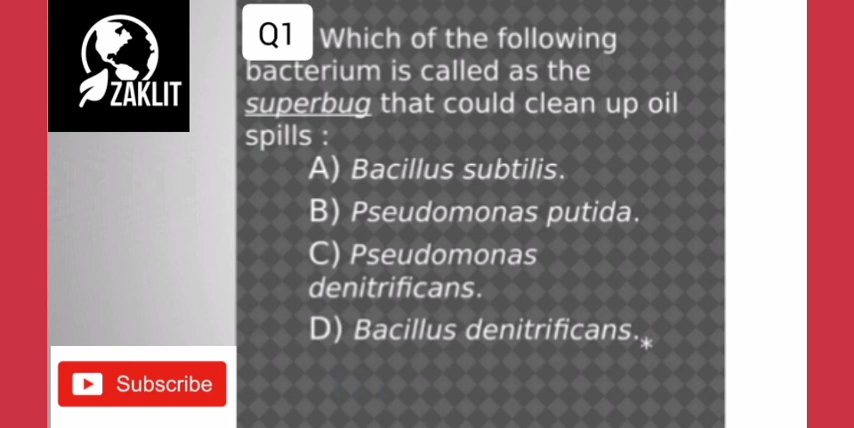 ZAKLIT
Q1 Which of the following
bacterium is called as the
superbug that could clean up oil
spills :
A) Bacillus subtilis.
B) Pseudomonas putida.
C) Pseudomonas
denitrificans.
D) Bacillus denitrificans.*
Subscribe